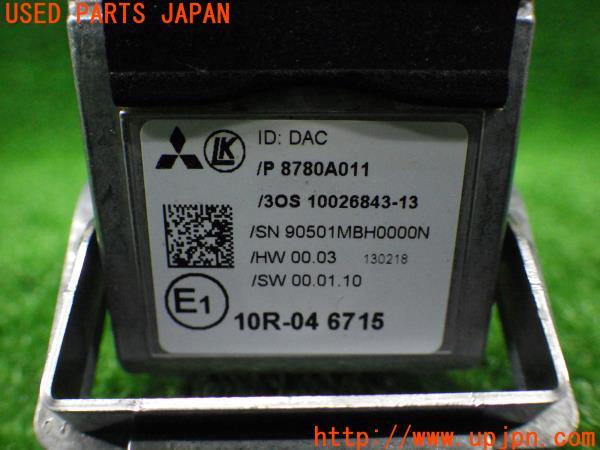 USED PARTS JAPAN
LK
ID: DAC
/P 8780A011
/3OS 10026843-13
/SN 90501MBH0000N
/HW 00.03 130218
/SW 00.01.10
E1
10R-04 6715
URL:http://www.upjpn.com